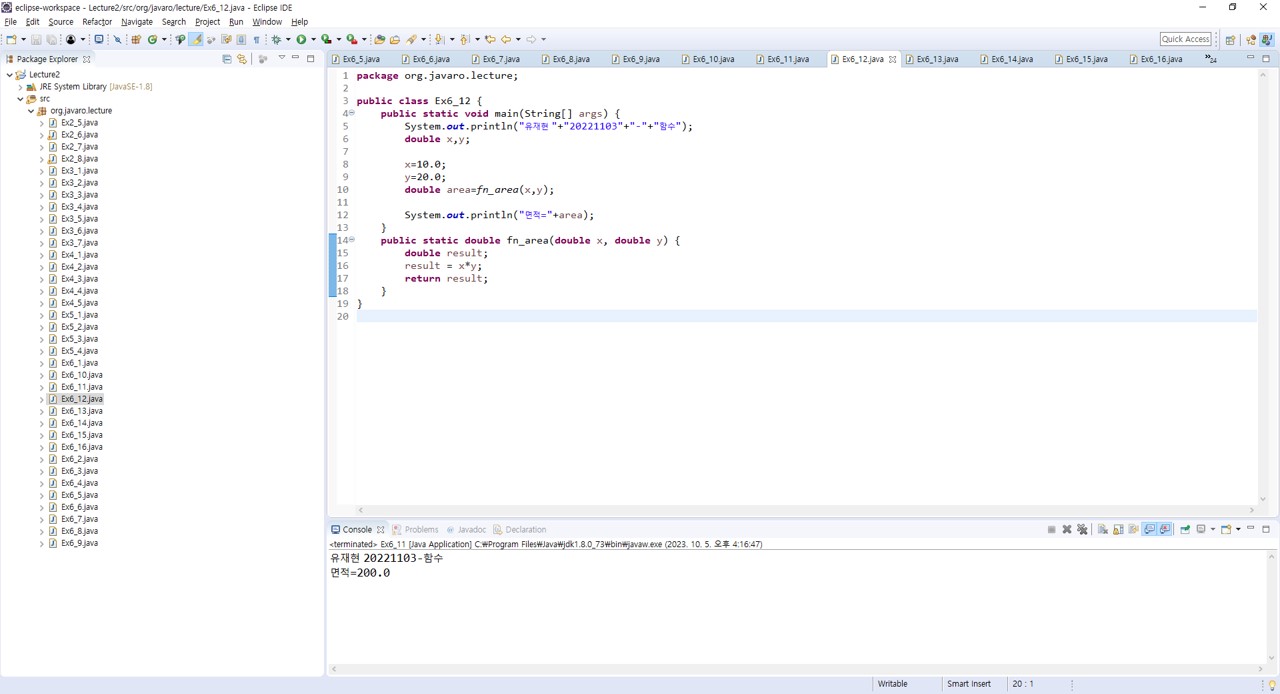 eclipse-workspace - Lecture2/src/org/javaro/lecture/Ex6_12.java - Eclipse IDE
File Edit Source Refactor Navigate Search Project Run Window Help
Quick Access
Package Explorer
Ex6_5.java Ex6_6.java Ex6_7.java Ex6_8.java Ex6_9.java Ex6_10.java Ex6_11.java Ex6_12.java Ex6_13.java Ex6_14.java Ex6_15.java Ex6_16.java »24
Lecture2
JRE System Library [JavaSE-1.8]
src
org.javaro.lecture
Ex2_5.java
Ex2_6.java
Ex2_7.java
Ex2_8.java
Ex3_1.java
Ex3_2.java
Ex3_3.java
Ex3_4.java
Ex3_5.java
Ex3_6.java
Ex3_7.java
Ex4_1.java
Ex4_2.java
Ex4_3.java
Ex4_4.java
Ex4_5.java
Ex5_1.java
Ex5_2.java
Ex5_3.java
Ex5_4.java
Ex6_1.java
Ex6_10.java
Ex6_11.java
Ex6_12.java
Ex6_13.java
Ex6_14.java
Ex6_15.java
Ex6_16.java
Ex6_2.java
Ex6_3.java
Ex6_4.java
Ex6_5.java
Ex6_6.java
Ex6_7.java
Ex6_8.java
Ex6_9.java
1 package org.javaro.lecture;
2
3 public class Ex6_12 {
4 public static void main(String[] args) {
5 System.out.println("유재현 "+"20221103"+"-"+"함수");
6 double x,y;
7
8 x=10.0;
9 y=20.0;
10 double area=fn_area(x,y);
11
12 System.out.println("면적="+area);
13 }
14 public static double fn_area(double x, double y) {
15 double result;
16 result = x*y;
17 return result;
18 }
19 }
20
Console Problems Javadoc Declaration
<terminated> Ex6_11 [Java Application] C:₩Program Files₩Java₩jdk1.8.0_73₩bin₩javaw.exe (2023. 10. 5. 오후 4:16:47)
유재현 20221103-함수
면적=200.0
Writable Smart Insert 20 : 1